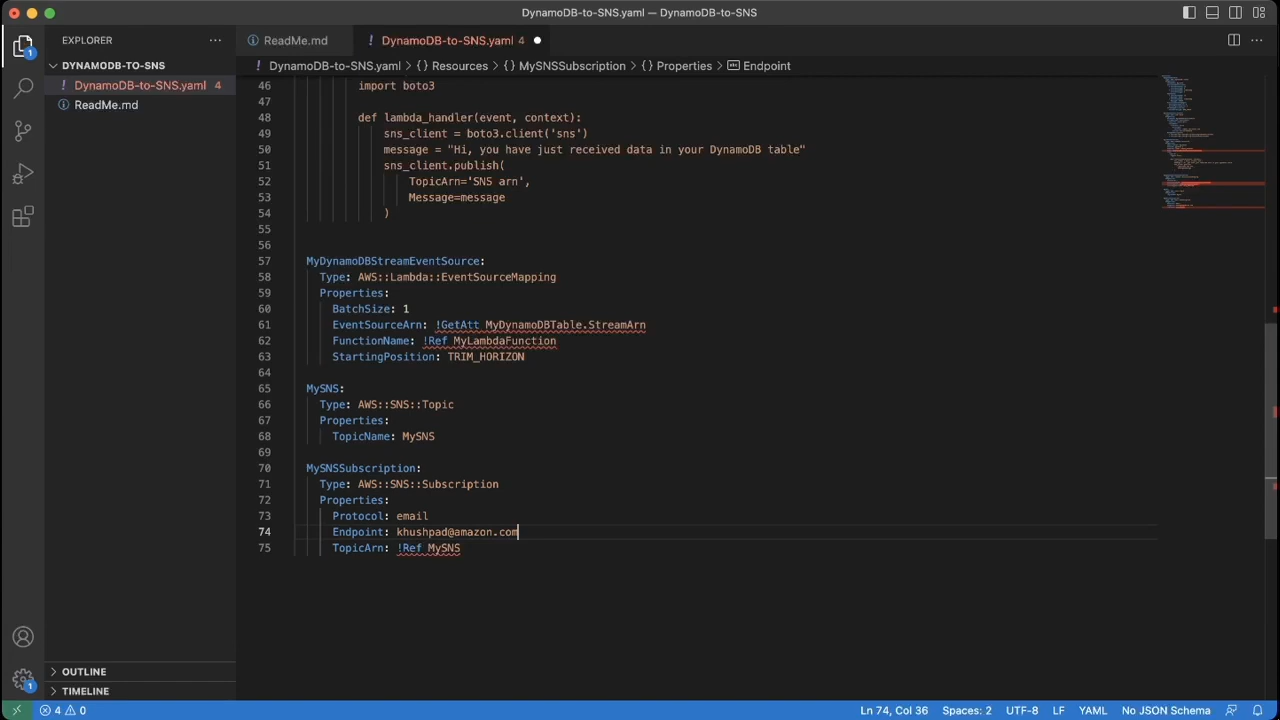 DynamoDB-to-SNS.yaml — DynamoDB-to-SNS
EXPLORER ···
ReadMe.md
! DynamoDB-to-SNS.yaml 4
DYNAMODB-TO-SNS
! DynamoDB-to-SNS.yaml > {} Resources > {} MySNSSubscription > {} Properties > Endpoint
! DynamoDB-to-SNS.yaml 4
ReadMe.md
46 import boto3
47
48 def lambda_handler(event, context):
49 sns_client = boto3.client('sns')
50 message = "Hi, you have just received data in your DynamoDB table"
51 sns_client.publish(
52 TopicArn='SNS arn',
53 Message=message
54 )
55
56
57 MyDynamoDBStreamEventSource:
58 Type: AWS::Lambda::EventSourceMapping
59 Properties:
60 BatchSize: 1
61 EventSourceArn: !GetAtt MyDynamoDBTable.StreamArn
62 FunctionName: !Ref MyLambdaFunction
63 StartingPosition: TRIM_HORIZON
64
65 MySNS:
66 Type: AWS::SNS::Topic
67 Properties:
68 TopicName: MySNS
69
70 MySNSSubscription:
71 Type: AWS::SNS::Subscription
72 Properties:
73 Protocol: email
74 Endpoint: khushpad@amazon.com
75 TopicArn: !Ref MySNS
1
1
OUTLINE
TIMELINE
4 0
Ln 74, Col 36 Spaces: 2 UTF-8 LF YAML No JSON Schema